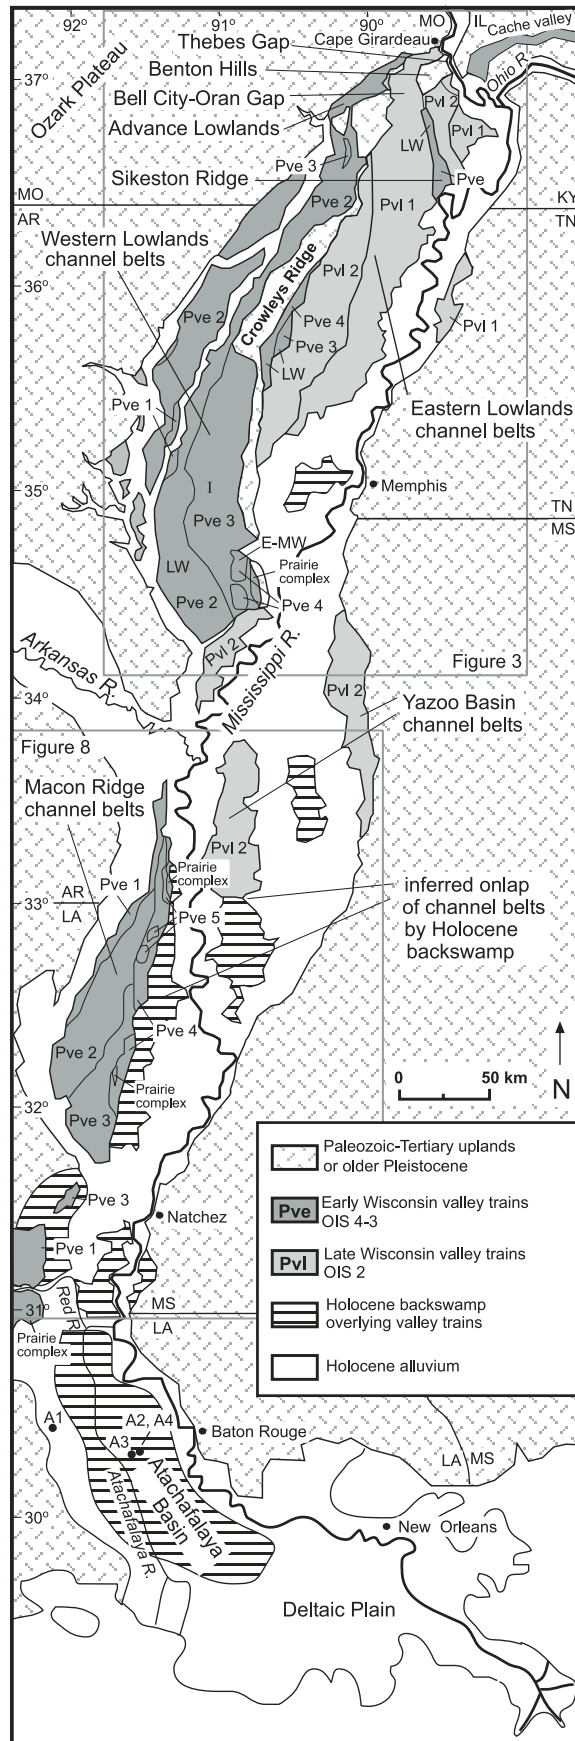 92°
91°
90°
MO
IL
Cache valley
Thebes Gap
Cape Girardeau
Benton Hills
Ohio R.
37°
Ozark Plateau
Bell City-Oran Gap
Pvl 2
Advance Lowlands
Pvl 1
LW
Pve 3
Pve
Sikeston Ridge
MO
AR
Pve 2
KY
TN
Pvl 1
Western Lowlands
channel belts
Crowleys Ridge
Pvl 2
36°
Pve 2
Pve 4
Pvl 1
Pve 3
LW
Pve 1
Eastern Lowlands
channel belts
I
35°
Memphis
Pve 3
TN
MS
E-MW
LW
Prairie
complex
Pve 2
Pve 4
Arkansas R.
Pvl 2
Mississippi R.
Figure 3
34°
Pvl 2
Yazoo Basin
channel belts
Figure 8
Macon Ridge
channel belts
Pvl 2
Prairie
complex
Pve 1
AR
LA
33°
inferred onlap
of channel belts
by Holocene
backswamp
Pve 5
Pve 4
Pve 2
0
50 km
N
Prairie
complex
32°
Pve 3
Paleozoic-Tertiary uplands
or older Pleistocene
Pve 3
Pve
Early Wisconsin valley trains
OIS 4-3
Natchez
Pve 1
Pvl
Late Wisconsin valley trains
OIS 2
Red R.
31°
MS
LA
Holocene backswamp
overlying valley trains
Prairie
complex
Holocene alluvium
A1
A2, A4
A3
Baton Rouge
LA
MS
Atachafalaya
Basin
Atachafalaya R.
30°
New Orleans
Deltaic Plain